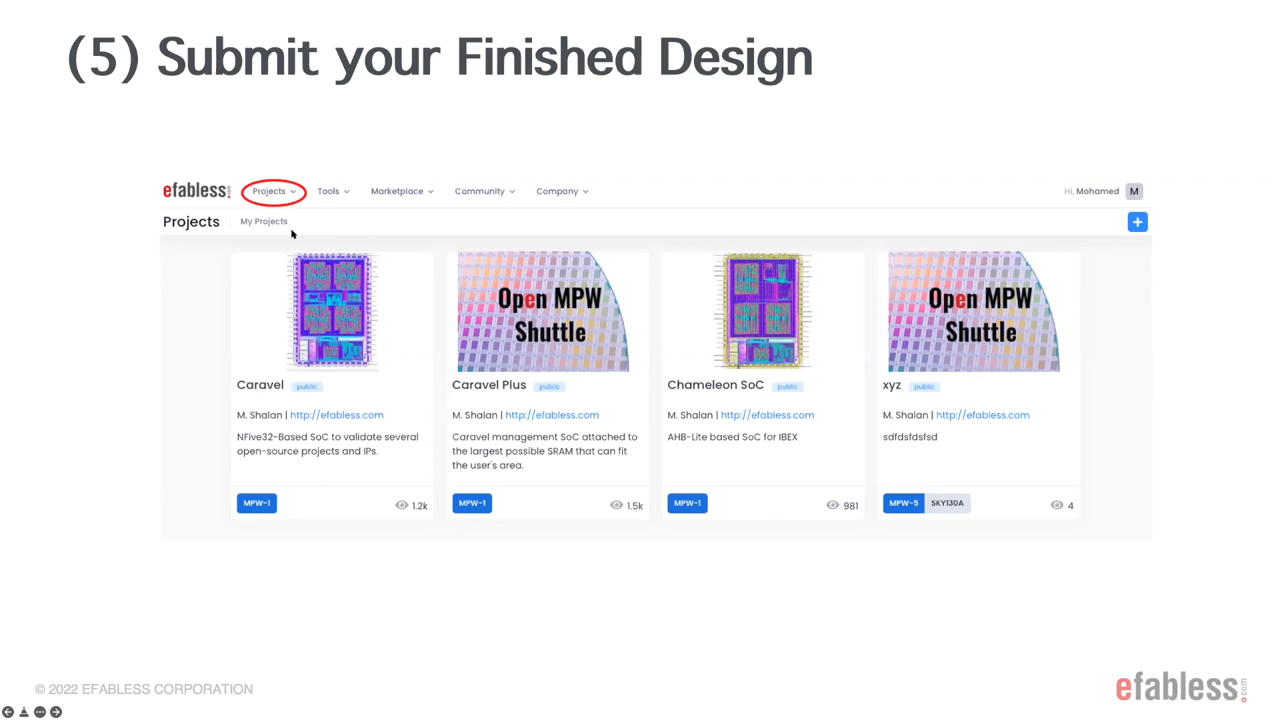 (5) Submit your Finished Design
efabless.com
Projects Tools Marketplace Community Company Hi, Mohamed M
Projects My Projects +
Open MPW
Shuttle
Open MPW
Shuttle
Caravel public
M. Shalan | http://efabless.com
NFive32-Based SoC to validate several
open-source projects and IPs.
MPW-1 1.2k
Caravel Plus public
M. Shalan | http://efabless.com
Caravel management SoC attached to
the largest possible SRAM that can fit
the user's area.
MPW-1 1.5k
Chameleon SoC public
M. Shalan | http://efabless.com
AHB-Lite based SoC for IBEX
MPW-1 981
xyz public
M. Shalan | http://efabless.com
sdfdsfdsfsd
MPW-5 SKY130A 4
© 2022 EFABLESS CORPORATION
efabless.com